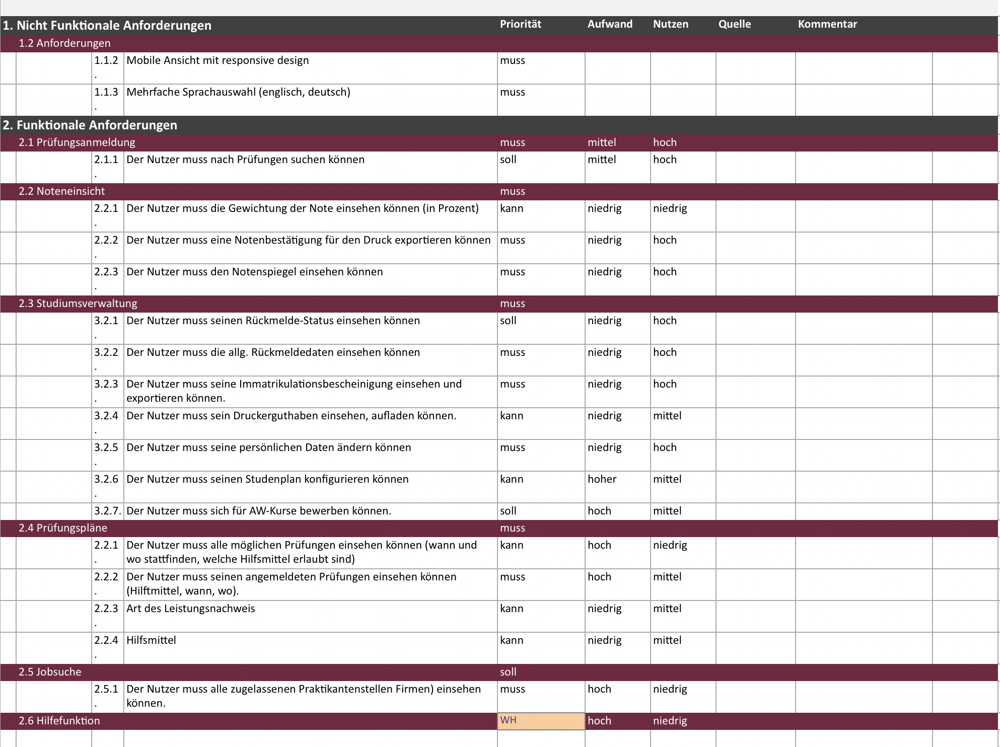 1. Nicht Funktionale Anforderungen Priorität Aufwand Nutzen Quelle Kommentar
1.2 Anforderungen
1.1.2 Mobile Ansicht mit responsive design muss
.
1.1.3 Mehrfache Sprachauswahl (englisch, deutsch) muss
.
2. Funktionale Anforderungen
2.1 Prüfungsanmeldung muss mittel hoch
2.1.1 Der Nutzer muss nach Prüfungen suchen können soll mittel hoch
.
2.2 Noteneinsicht muss
2.2.1 Der Nutzer muss die Gewichtung der Note einsehen können (in Prozent) kann niedrig niedrig
.
2.2.2 Der Nutzer muss eine Notenbestätigung für den Druck exportieren können muss niedrig hoch
.
2.2.3 Der Nutzer muss den Notenspiegel einsehen können muss niedrig hoch
.
2.3 Studiumsverwaltung muss
3.2.1 Der Nutzer muss seinen Rückmelde-Status einsehen können soll niedrig hoch
.
3.2.2 Der Nutzer muss die allg. Rückmeldedaten einsehen können muss niedrig hoch
.
3.2.3 Der Nutzer muss seine Immatrikulationsbescheinigung einsehen und muss niedrig hoch
. exportieren können.
3.2.4 Der Nutzer muss sein Druckerguthaben einsehen, aufladen können. kann niedrig mittel
.
3.2.5 Der Nutzer muss seine persönlichen Daten ändern können muss niedrig hoch
.
3.2.6 Der Nutzer muss seinen Studenplan konfigurieren können kann hoher mittel
.
3.2.7. Der Nutzer muss sich für AW-Kurse bewerben können. soll hoch mittel
2.4 Prüfungspläne muss
2.2.1 Der Nutzer muss alle möglichen Prüfungen einsehen können (wann und kann hoch niedrig
. wo stattfinden, welche Hilfsmittel erlaubt sind)
2.2.2 Der Nutzer muss seinen angemeldeten Prüfungen einsehen können muss hoch mittel
. (Hilftmittel, wann, wo).
2.2.3 Art des Leistungsnachweis kann niedrig mittel
.
2.2.4 Hilfsmittel kann niedrig mittel
.
2.5 Jobsuche soll
2.5.1 Der Nutzer muss alle zugelassenen Praktikantenstellen Firmen) einsehen muss hoch niedrig
. können.
2.6 Hilfefunktion WH hoch niedrig